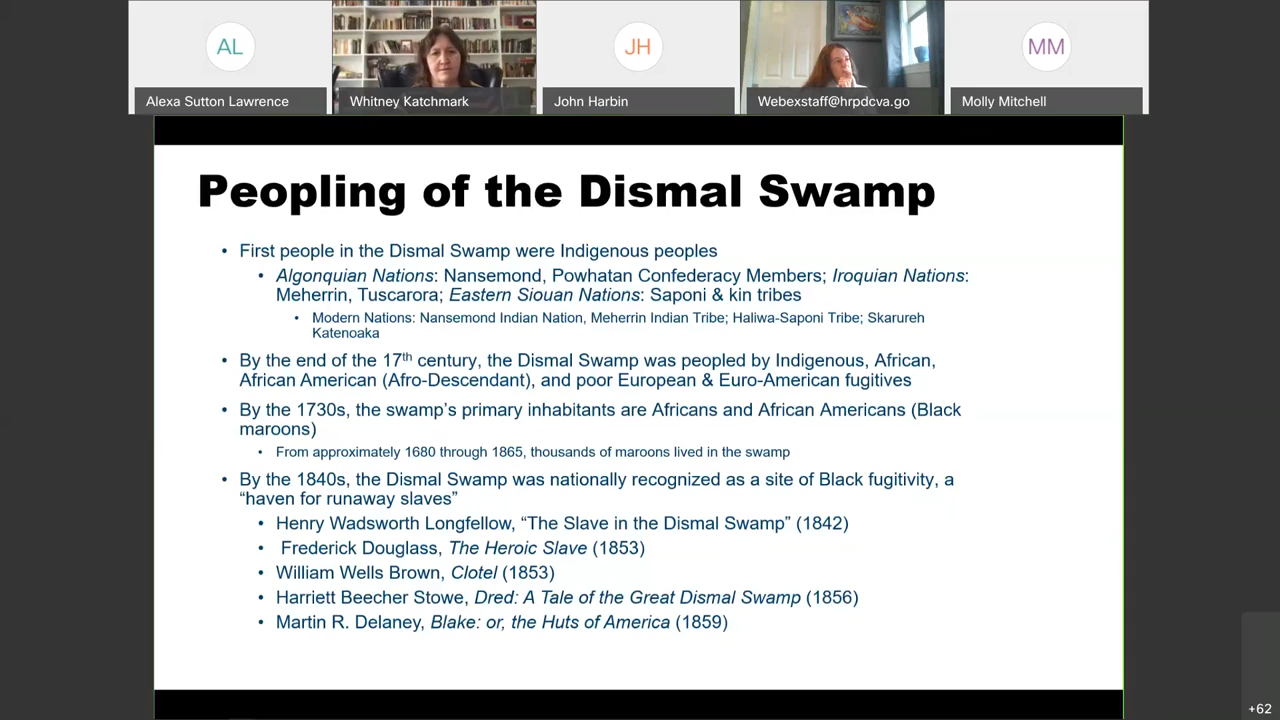 AL
JH
MM
Alexa Sutton Lawrence
Whitney Katchmark
John Harbin
Webexstaff@hrpdcva.go
Molly Mitchell
Peopling of the Dismal Swamp
• First people in the Dismal Swamp were Indigenous peoples
• Algonquian Nations: Nansemond, Powhatan Confederacy Members; Iroquian Nations:
Meherrin, Tuscarora; Eastern Siouan Nations: Saponi & kin tribes
• Modern Nations: Nansemond Indian Nation, Meherrin Indian Tribe; Haliwa-Saponi Tribe; Skarureh
Katenoaka
• By the end of the 17th century, the Dismal Swamp was peopled by Indigenous, African,
African American (Afro-Descendant), and poor European & Euro-American fugitives
• By the 1730s, the swamp’s primary inhabitants are Africans and African Americans (Black
maroons)
• From approximately 1680 through 1865, thousands of maroons lived in the swamp
• By the 1840s, the Dismal Swamp was nationally recognized as a site of Black fugitivity, a
“haven for runaway slaves”
• Henry Wadsworth Longfellow, “The Slave in the Dismal Swamp” (1842)
• Frederick Douglass, The Heroic Slave (1853)
• William Wells Brown, Clotel (1853)
• Harriett Beecher Stowe, Dred: A Tale of the Great Dismal Swamp (1856)
• Martin R. Delaney, Blake: or, the Huts of America (1859)
+62